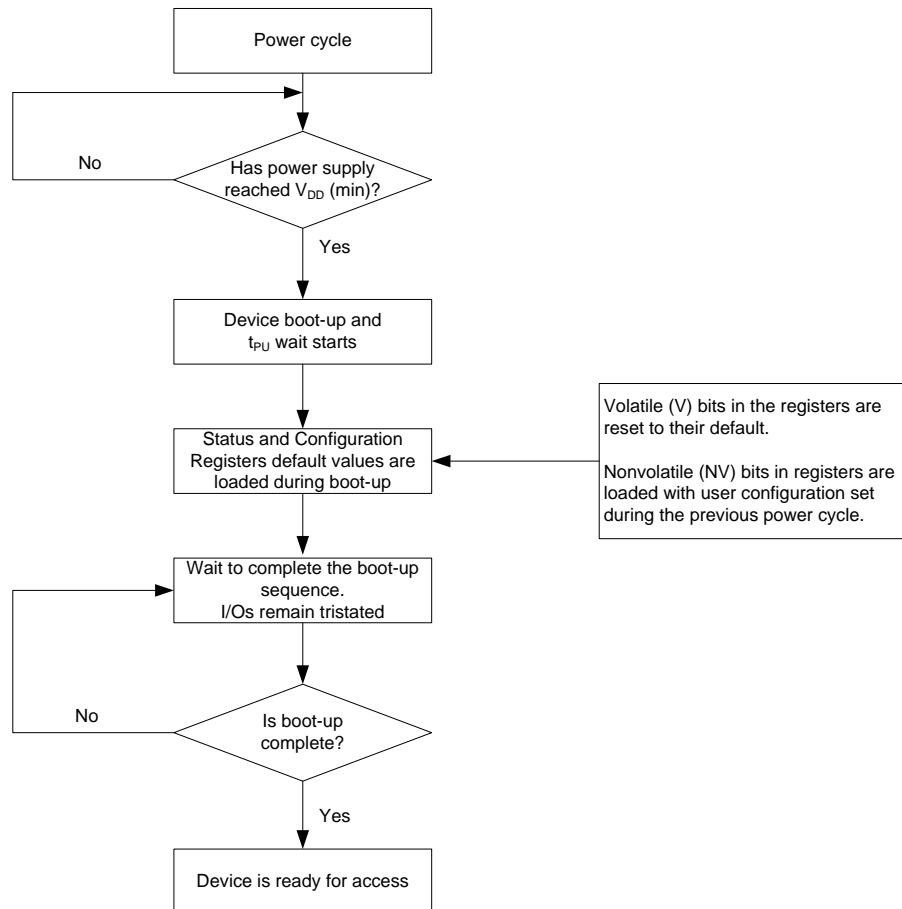 Power cycle
No
Has power supply
reached VDD (min)?
Yes
Device boot-up and
tPU wait starts
Status and Configuration
Registers default values are
loaded during boot-up
Volatile (V) bits in the registers are
reset to their default.
Nonvolatile (NV) bits in registers are
loaded with user configuration set
during the previous power cycle.
Wait to complete the boot-up
sequence.
I/Os remain tristated
No
Is boot-up
complete?
Yes
Device is ready for access